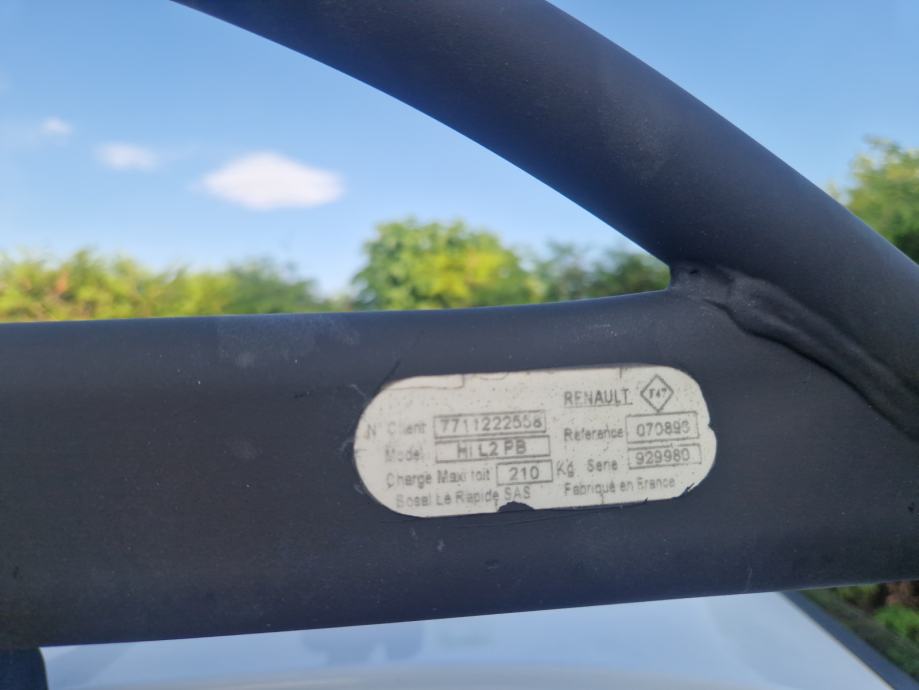 RENAULT
N° Client 7711222558 Réference 070893
Model Hi L2 PB
Charge Maxi toit 210 Kg Serie 929980
Bosal Le Rapide SAS Fabriqué en France